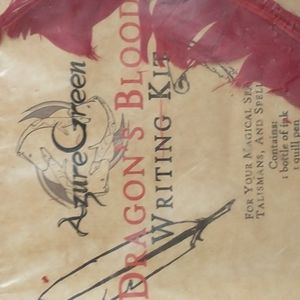 AzureGreen
DRAGON'S BLOOD
WRITING KIT
FOR YOUR MAGICAL
TALISMANS, AND SPELL
Contains:
1 bottle of ink
1 quill pen